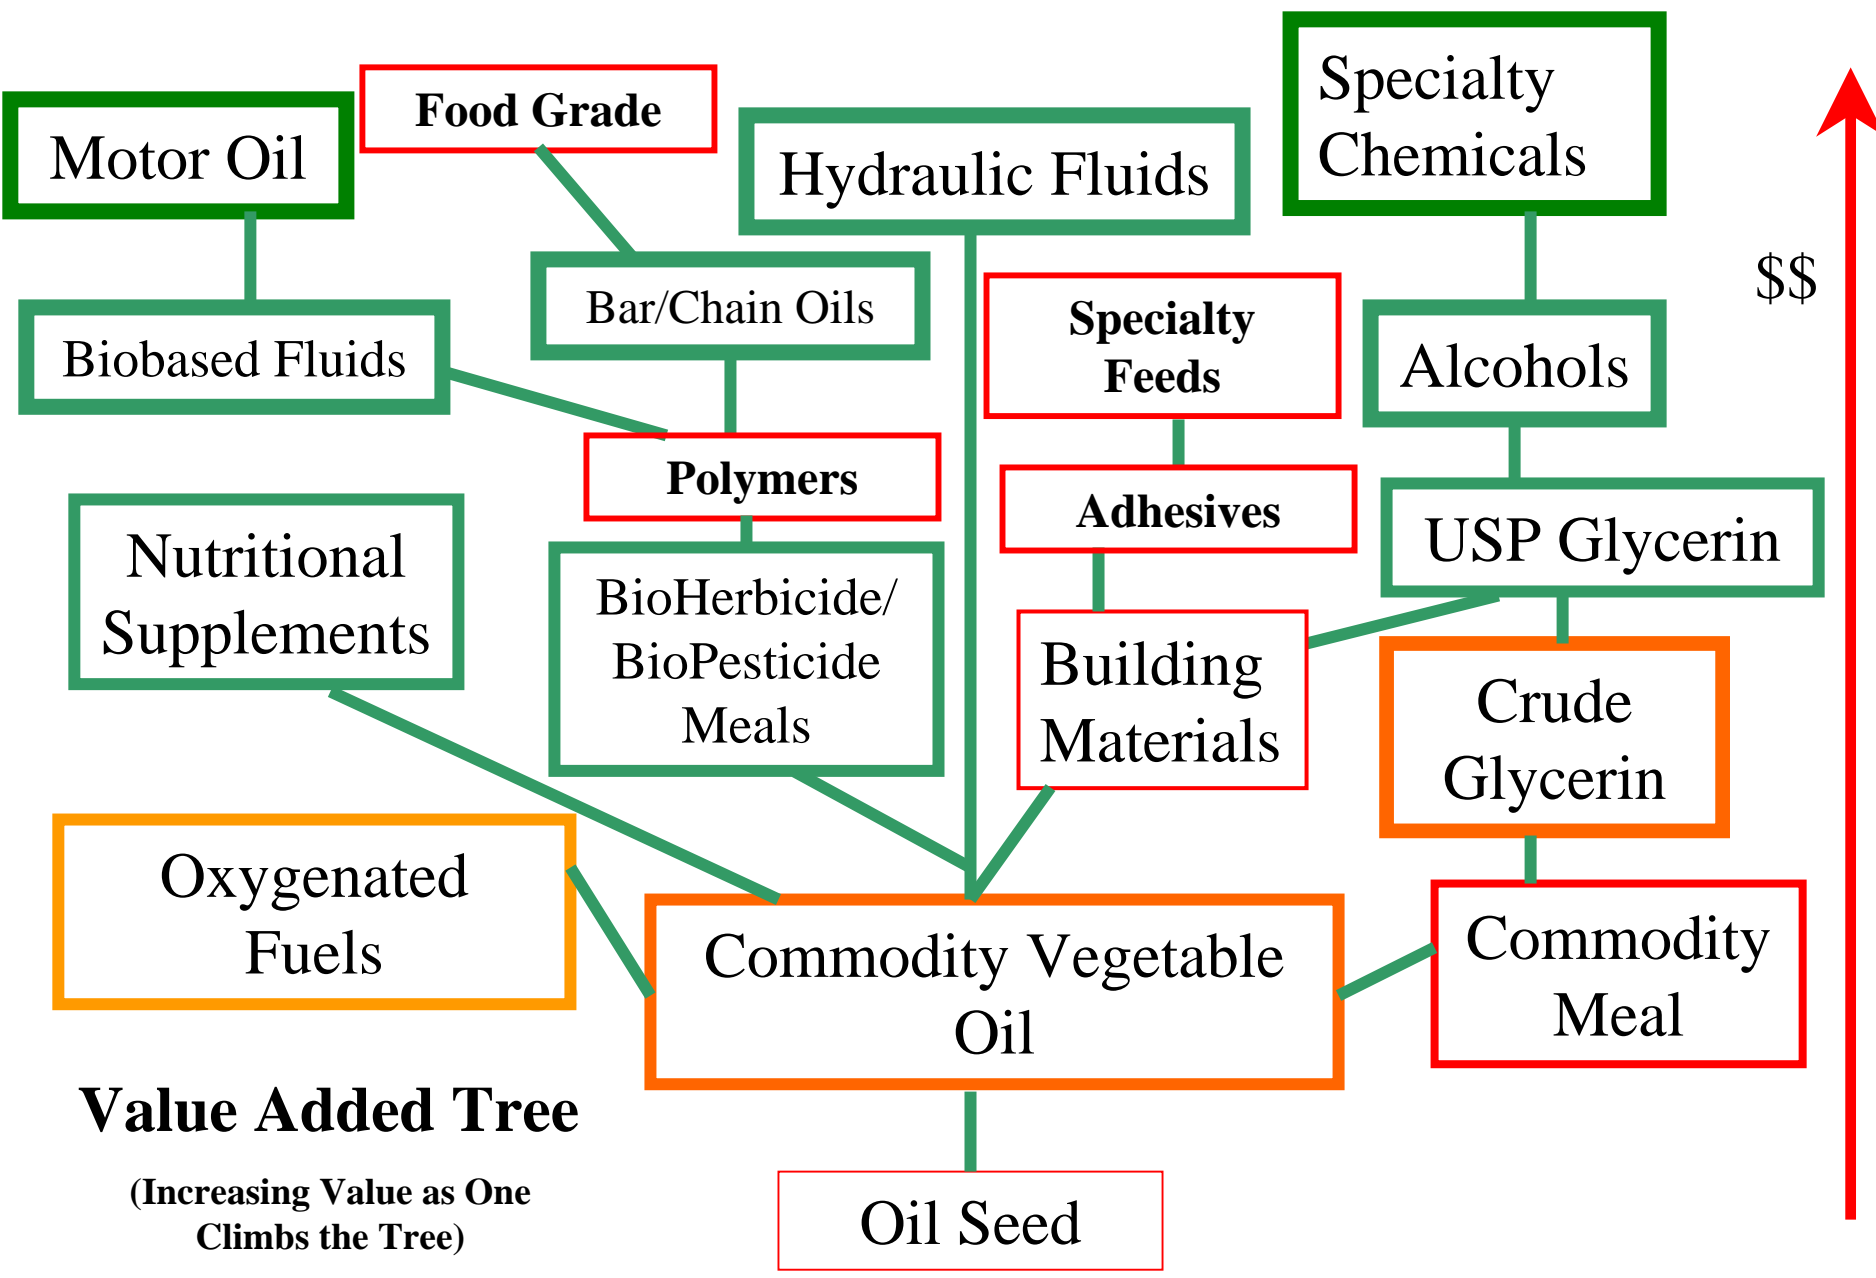 Specialty
Chemicals
Food Grade
Motor Oil
Hydraulic Fluids
$$
Bar/Chain Oils
Specialty
Feeds
Biobased Fluids
Alcohols
Polymers
Adhesives
USP Glycerin
Nutritional
Supplements
BioHerbicide/
BioPesticide
Meals
Building
Materials
Crude
Glycerin
Oxygenated
Fuels
Commodity Vegetable
Oil
Commodity
Meal
Value Added Tree
(Increasing Value as One
Climbs the Tree)
Oil Seed